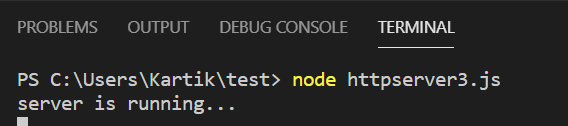 PROBLEMS OUTPUT DEBUG CONSOLE TERMINAL
PS C:\Users\Kartik\test> node httpserver3.js
server is running...